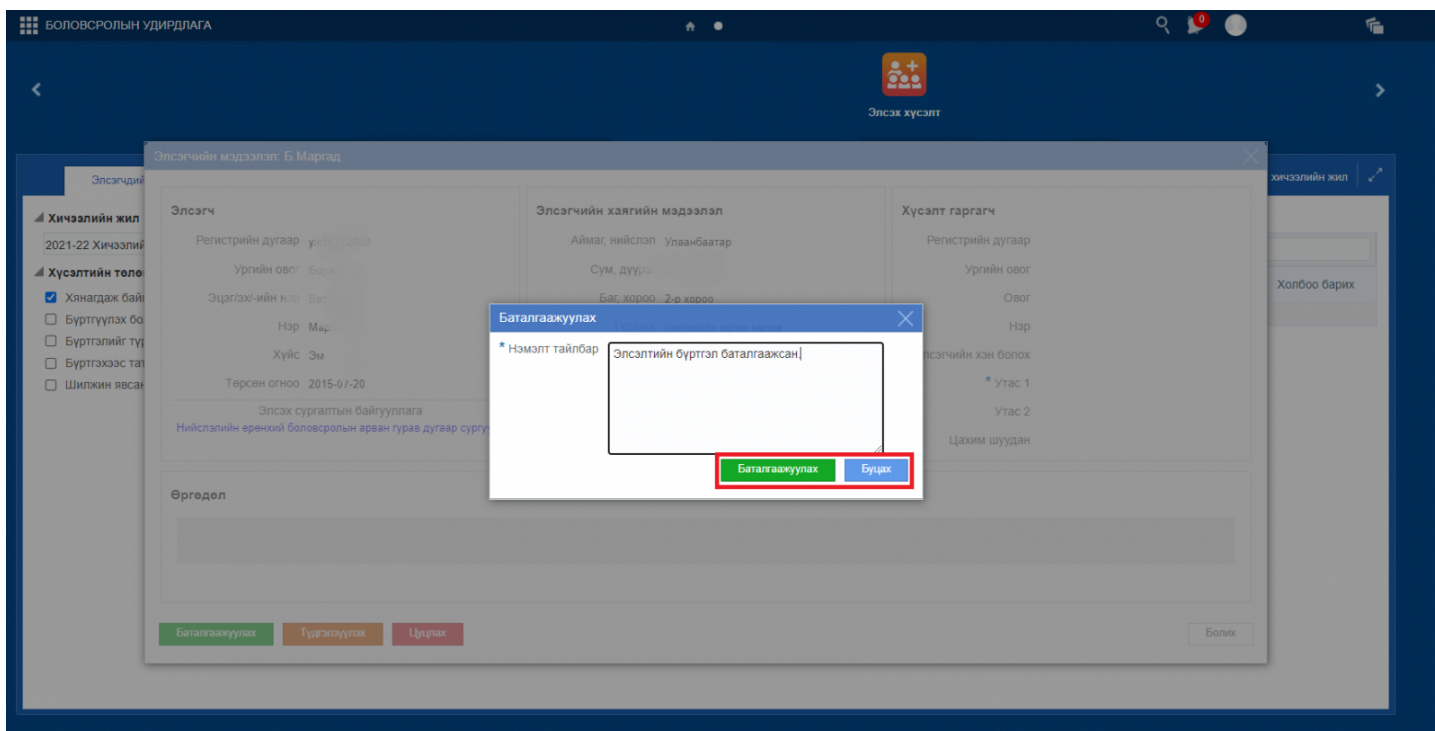 БОЛОВСРОЛЫН УДИРДЛАГА
0
Элсэх хүсэлт
Элсэгчийн мэдээлэл: Б.Маргад
Элсэгчдий
хичээлийн жил
Хичээлийн жил
2021-22 Хичээлий
Хүсэлтийн төлө
Хянагдаж бай
Бүртгүүлэх бо
Бүртгэлийг түр
Бүртгэхээс тат
Шилжин явсан
Холбоо барих
Элсэгч
Регистрийн дугаар
Ургийн овог
Эцэг/эх/-ийн нэр
Нэр
Хүйс Эм
Төрсөн огноо 2015-07-20
Элсэх сургалтын байгууллага
Нийслэлийн ерөнхий боловсролын арван гурав дугаар сургу
Элсэгчийн хаягийн мэдээлэл
Аймаг, нийслэл Улаанбаатар
Сум, дүүрэ
Баг, хороо 2-р хороо
Хүсэлт гаргагч
Регистрийн дугаар
Ургийн овог
Овог
Нэр
лсэгчийн хэн болох
* Утас 1
Утас 2
Цахим шуудан
Баталгаажуулах
* Нэмэлт тайлбар
Элсэлтийн бүртгэл баталгаажсан.
Баталгаажуулах
Буцах
Өргөдөл
Баталгаажуулах
Түдгэлзүүлэх
Цуцлах
Болих